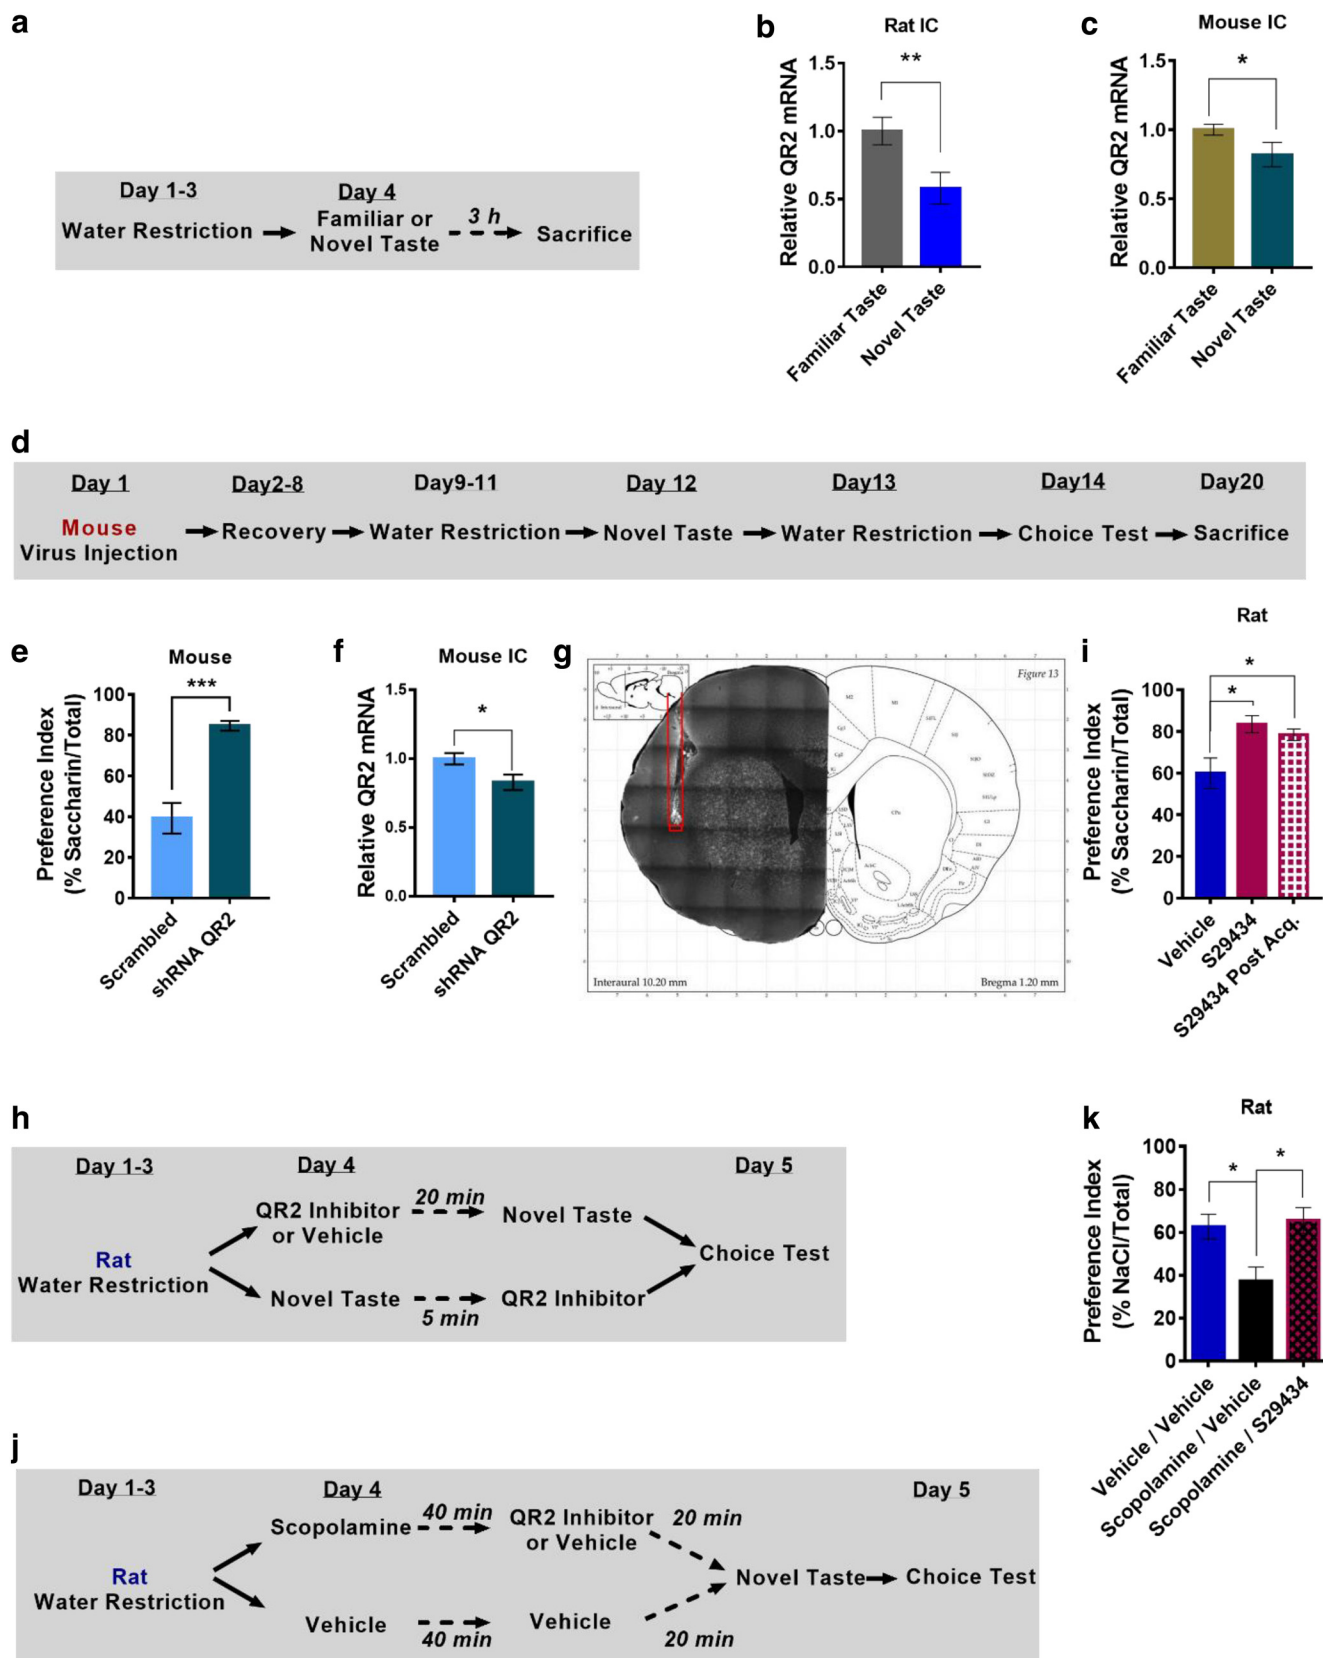 a
Day 1-3
Water Restriction
Day 4
Familiar or
Novel Taste
3 h
Sacrifice
b
Rat IC
Relative QR2 mRNA
1.5
1.0
0.5
0.0
**
Familiar Taste
Novel Taste
c
Mouse IC
Relative QR2 mRNA
1.5
1.0
0.5
0.0
*
Familiar Taste
Novel Taste
d
Day 1
Day2-8
Day9-11
Day 12
Day13
Day14
Day20
Mouse
Virus Injection
Recovery
Water Restriction
Novel Taste
Water Restriction
Choice Test
Sacrifice
e
Mouse
Preference Index
(% Saccharin/Total)
100
80
60
40
20
0
***
Scrambled
shRNA QR2
f
Mouse IC
Relative QR2 mRNA
1.5
1.0
0.5
0.0
*
Scrambled
shRNA QR2
g
Figure 13
Interaural 10.20 mm
Bregma 1.20 mm
i
Rat
Preference Index
(% Saccharin/Total)
100
80
60
40
20
0
*
*
Vehicle
S29434
S29434 Post Acq.
h
Day 1-3
Day 4
Day 5
Rat
Water Restriction
QR2 Inhibitor
or Vehicle
20 min
Novel Taste
Novel Taste
5 min
QR2 Inhibitor
Choice Test
k
Rat
Preference Index
(% NaCl/Total)
100
80
60
40
20
0
*
*
Vehicle / Vehicle
Scopolamine / Vehicle
Scopolamine / S29434
j
Day 1-3
Day 4
Day 5
Rat
Water Restriction
Scopolamine
40 min
QR2 Inhibitor
or Vehicle
20 min
Vehicle
40 min
Vehicle
20 min
Novel Taste
Choice Test